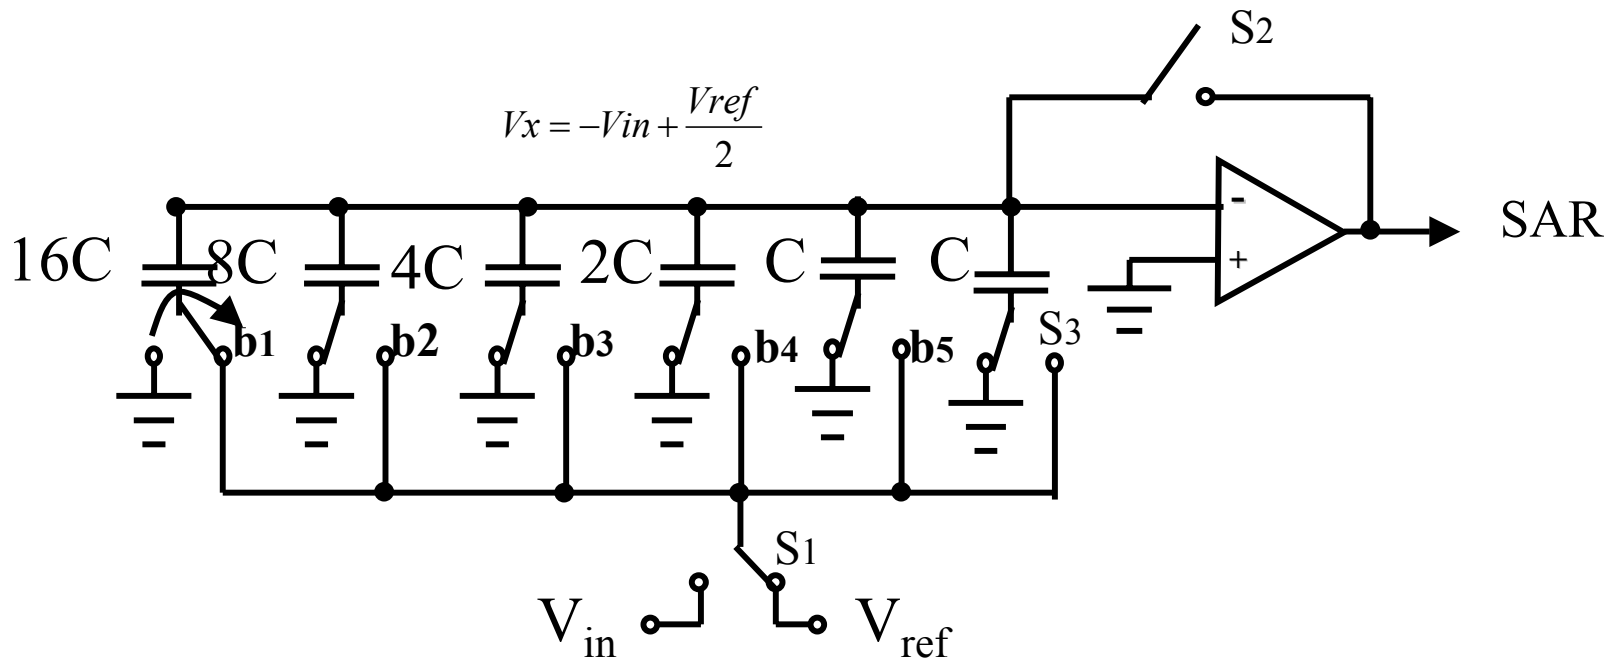 S2
Vx = −Vin + Vref/2
- SAR
16C 8C 4C 2C C C +
b1 b2 b3 b4 b5 S3
S1
Vin Vref